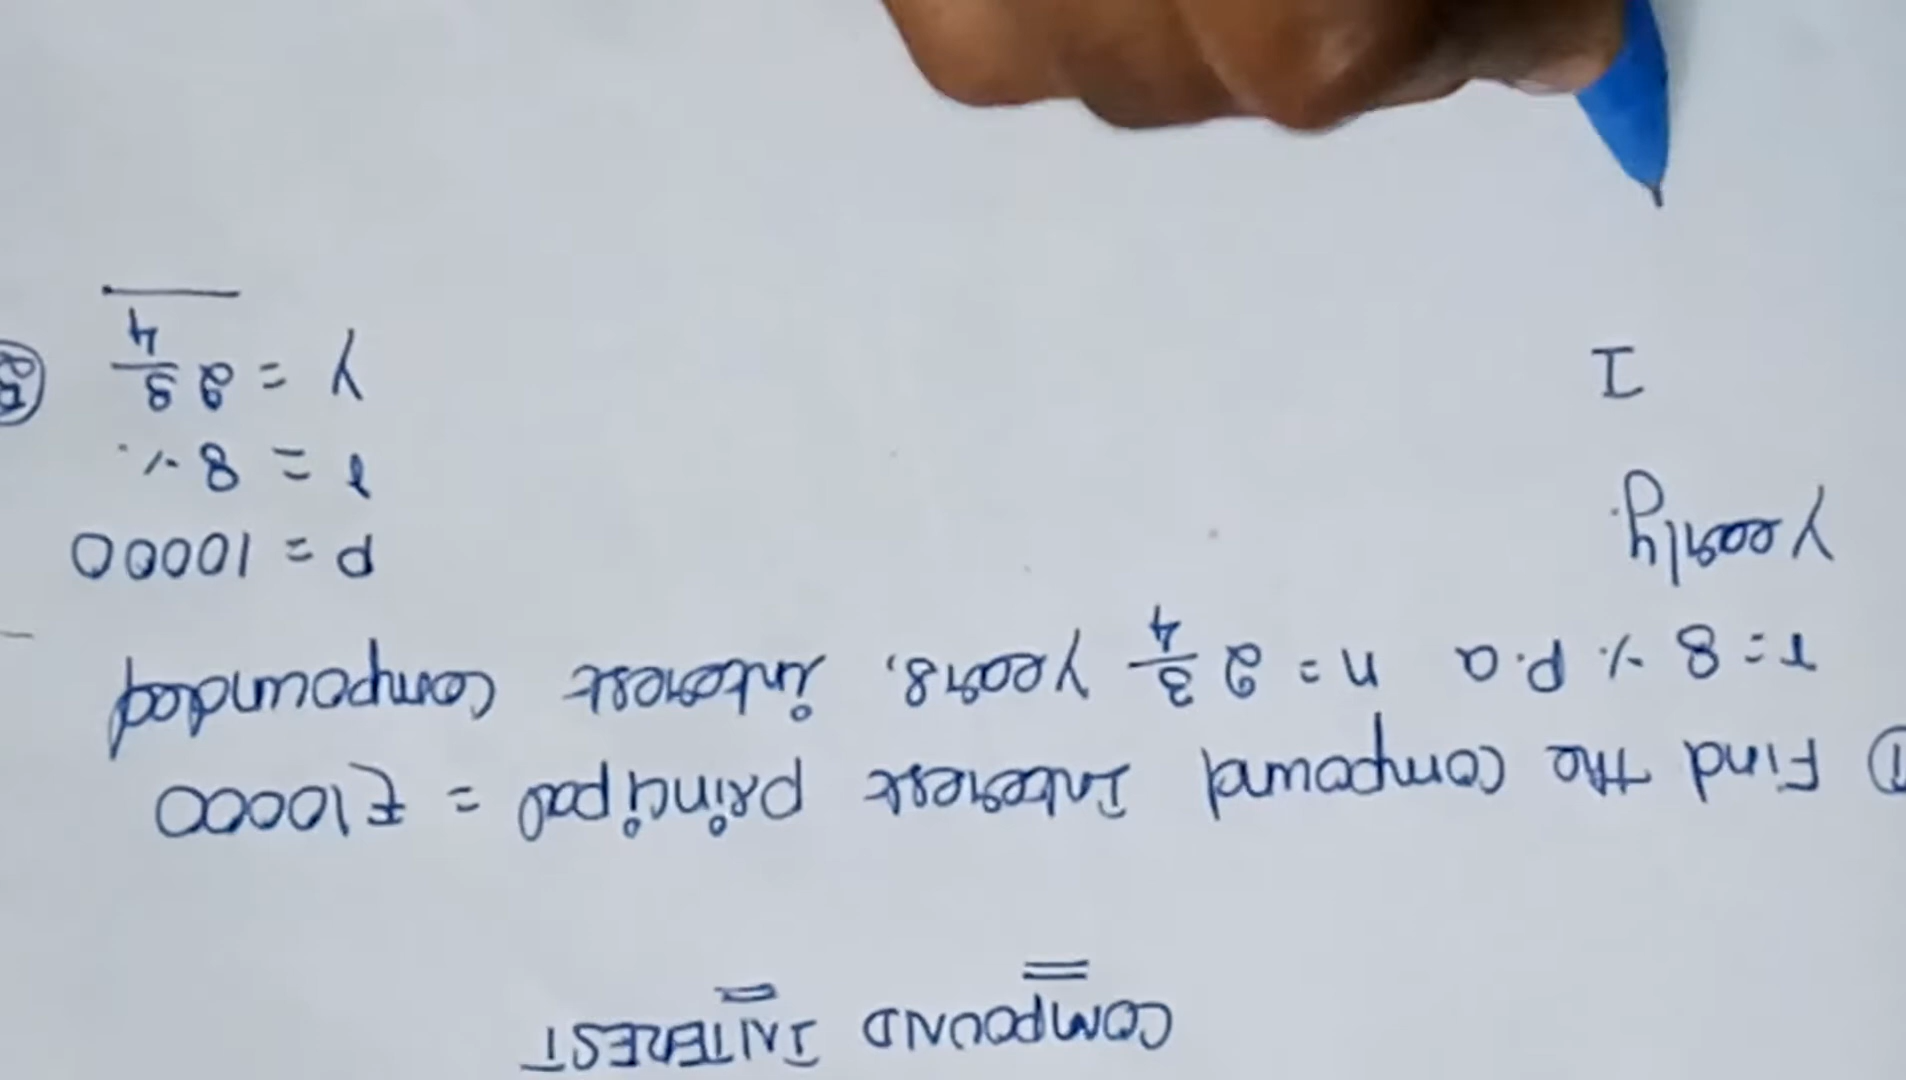 COMPOUND INTEREST
① Find the compound Interest principal = ₹10000
r = 8 % P.a n = 2 3/4 years, interest compounded
Yearly.
P = 10000
r = 8 %.
I
Y = 2 3/4